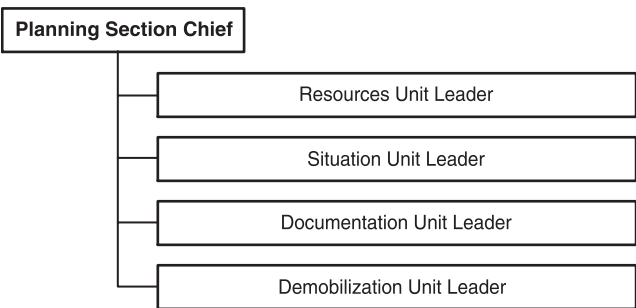 Planning Section Chief
Resources Unit Leader
Situation Unit Leader
Documentation Unit Leader
Demobilization Unit Leader